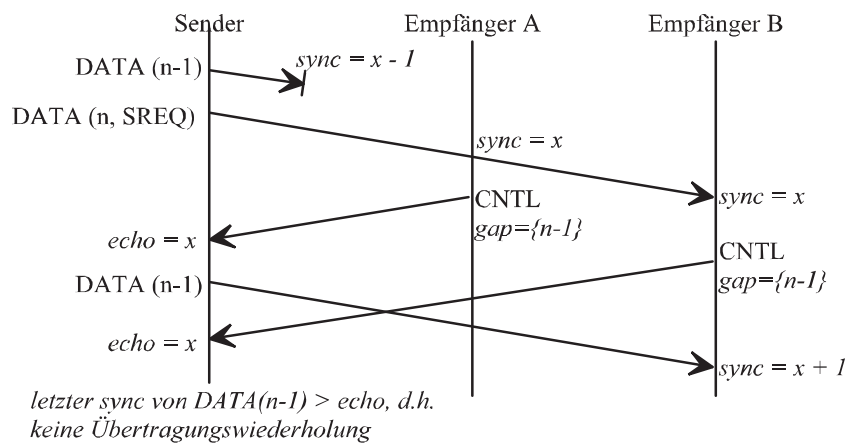 Sender Empfänger A Empfänger B
DATA (n-1) sync = x - 1
DATA (n, SREQ)
sync = x
CNTL sync = x
gap={n-1}
echo = x
CNTL
DATA (n-1) gap={n-1}
echo = x
sync = x + 1
letzter sync von DATA(n-1) > echo, d.h.
keine Übertragungswiederholung